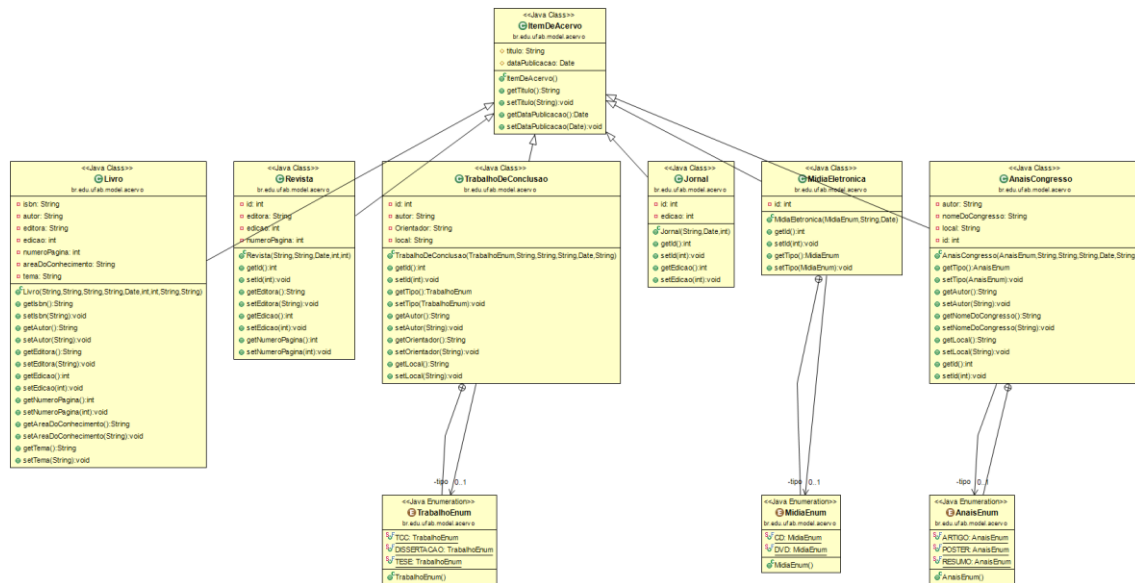 <<Java Class>>
ItemDeAcervo
br.edu.ufab.model.acervo
titulo: String
dataPublicacao: Date
ItemDeAcervo()
getTitulo():String
setTitulo(String):void
getDataPublicacao():Date
setDataPublicacao(Date):void
<<Java Class>>
Livro
br.edu.ufab.model.acervo
isbn: String
autor: String
editora: String
edicao: int
numeroPagina: int
areaDoConhecimento: String
tema: String
Livro(String,String,String,String,Date,int,int,String,String)
getIsbn():String
setIsbn(String):void
getAutor():String
setAutor(String):void
getEditora():String
setEditora(String):void
getEdicao():int
setEdicao(int):void
getNumeroPagina():int
setNumeroPagina(int):void
getAreaDoConhecimento():String
setAreaDoConhecimento(String):void
getTema():String
setTema(String):void
<<Java Class>>
Revista
br.edu.ufab.model.acervo
id: int
editora: String
edicao: int
numeroPagina: int
Revista(String,String,Date,int,int)
getId():int
setId(int):void
getEditora():String
setEditora(String):void
getEdicao():int
setEdicao(int):void
getNumeroPagina():int
setNumeroPagina(int):void
<<Java Class>>
TrabalhoDeConclusao
br.edu.ufab.model.acervo
id: int
autor: String
Orientador: String
local: String
TrabalhoDeConclusao(TrabalhoEnum,String,String,String,Date,String)
getId():int
setId(int):void
getTipo():TrabalhoEnum
setTipo(TrabalhoEnum):void
getAutor():String
setAutor(String):void
getOrientador():String
setOrientador(String):void
getLocal():String
setLocal(String):void
<<Java Class>>
Jornal
br.edu.ufab.model.acervo
id: int
edicao: int
Jornal(String,Date,int)
getId():int
setId(int):void
getEdicao():int
setEdicao(int):void
<<Java Class>>
MidiaEletronica
br.edu.ufab.model.acervo
id: int
MidiaEletronica(MidiaEnum,String,Date)
getId():int
setId(int):void
getTipo():MidiaEnum
setTipo(MidiaEnum):void
<<Java Class>>
AnaisCongresso
br.edu.ufab.model.acervo
autor: String
nomeDoCongresso: String
local: String
id: int
AnaisCongresso(AnaisEnum,String,String,String,Date,String)
getTipo():AnaisEnum
setTipo(AnaisEnum):void
getAutor():String
setAutor(String):void
getNomeDoCongresso():String
setNomeDoCongresso(String):void
getLocal():String
setLocal(String):void
getId():int
setId(int):void
-tipo 0..1
<<Java Enumeration>>
TrabalhoEnum
br.edu.ufab.model.acervo
TCC: TrabalhoEnum
DISSERTACAO: TrabalhoEnum
TESE: TrabalhoEnum
TrabalhoEnum()
-tipo 0..1
<<Java Enumeration>>
MidiaEnum
br.edu.ufab.model.acervo
CD: MidiaEnum
DVD: MidiaEnum
MidiaEnum()
-tipo 0..1
<<Java Enumeration>>
AnaisEnum
br.edu.ufab.model.acervo
ARTIGO: AnaisEnum
POSTER: AnaisEnum
RESUMO: AnaisEnum
AnaisEnum()